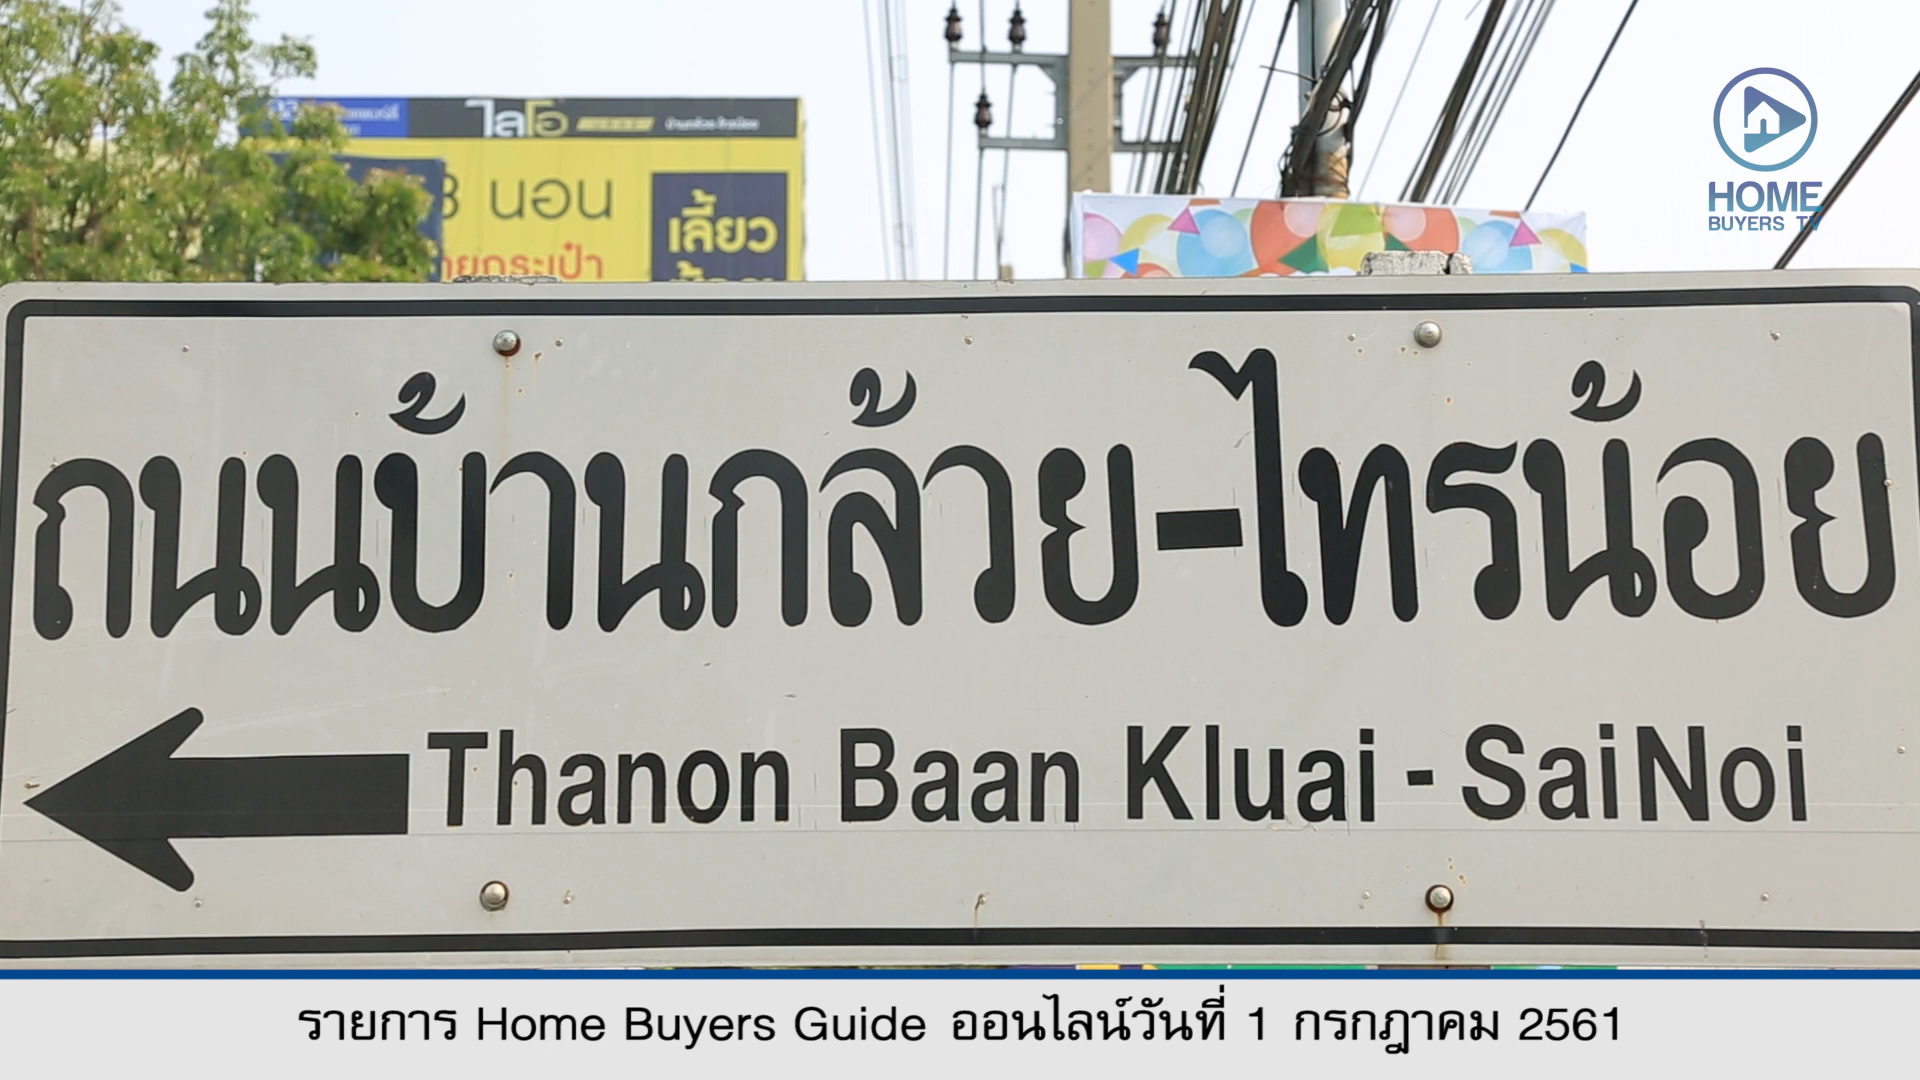 ไลโอ
3 นอน
เลี้ยว
HOME
BUYERS TV
ถนนบ้านกล้วย-ไทรน้อย
Thanon Baan Kluai - SaiNoi
รายการ Home Buyers Guide ออนไลน์วันที่ 1 กรกฎาคม 2561